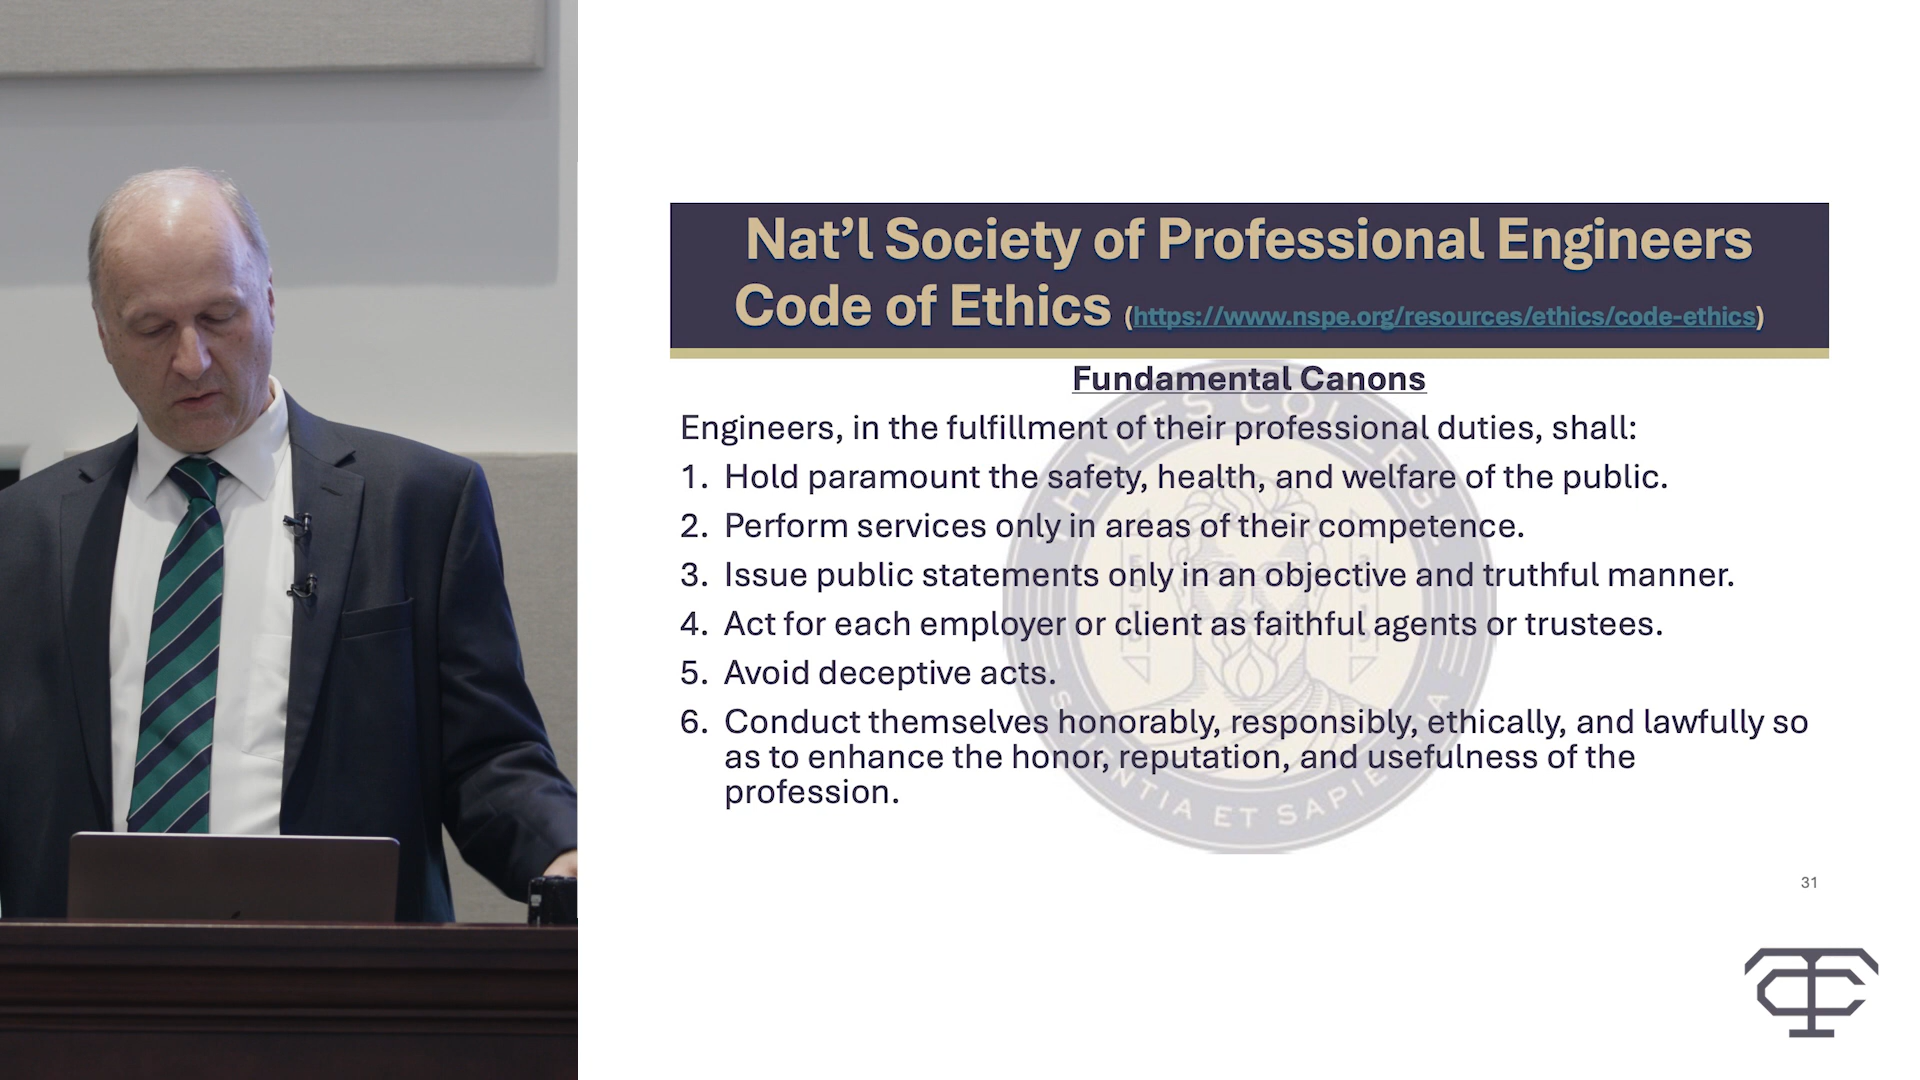 Nat’l Society of Professional Engineers
Code of Ethics (https://www.nspe.org/resources/ethics/code-ethics)
Fundamental Canons
Engineers, in the fulfillment of their professional duties, shall:
1. Hold paramount the safety, health, and welfare of the public.
2. Perform services only in areas of their competence.
3. Issue public statements only in an objective and truthful manner.
4. Act for each employer or client as faithful agents or trustees.
5. Avoid deceptive acts.
6. Conduct themselves honorably, responsibly, ethically, and lawfully so
as to enhance the honor, reputation, and usefulness of the
profession.
THALES COLLEGE
SCIENTIA ET SAPIENTIA
31